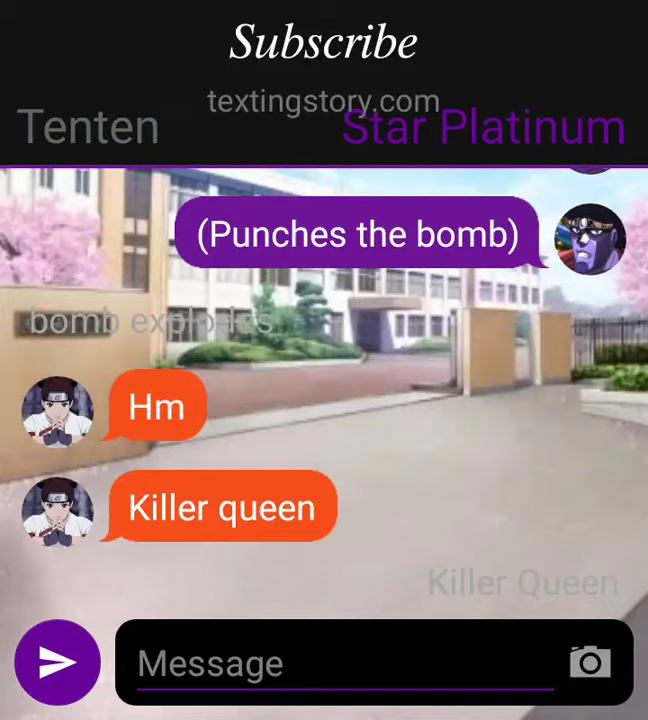 Subscribe
textingstory.com
Tenten
Star Platinum
(Punches the bomb)
bomb explodes
Hm
Killer queen
Killer Queen
Message